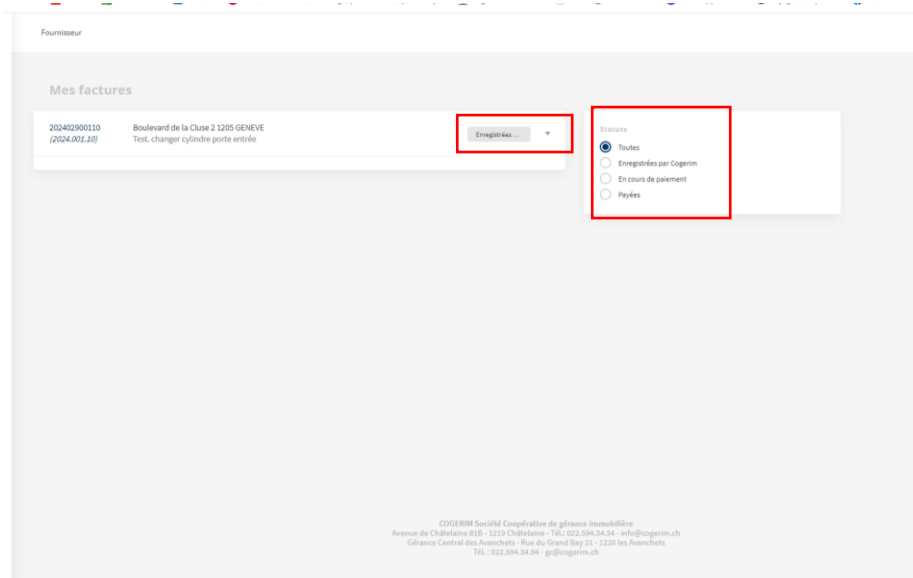 Fournisseur
Mes factures
202402900110
(2024.001.10)
Boulevard de la Cluse 2 1205 GENEVE
Test. changer cylindre porte entrée
Enregistrées ...
Statuts
Toutes
Enregistrées par Cogerim
En cours de paiement
Payées
COGERIM Société Coopérative de gérance immobilière
Avenue de Châtelaine 81B - 1219 Châtelaine - Tél.: 022.594.34.34 - info@cogerim.ch
Gérance Central des Avanchets - Rue du Grand Bay 21 - 1220 les Avanchets
Tél. : 022.594.34.94 - gc@cogerim.ch